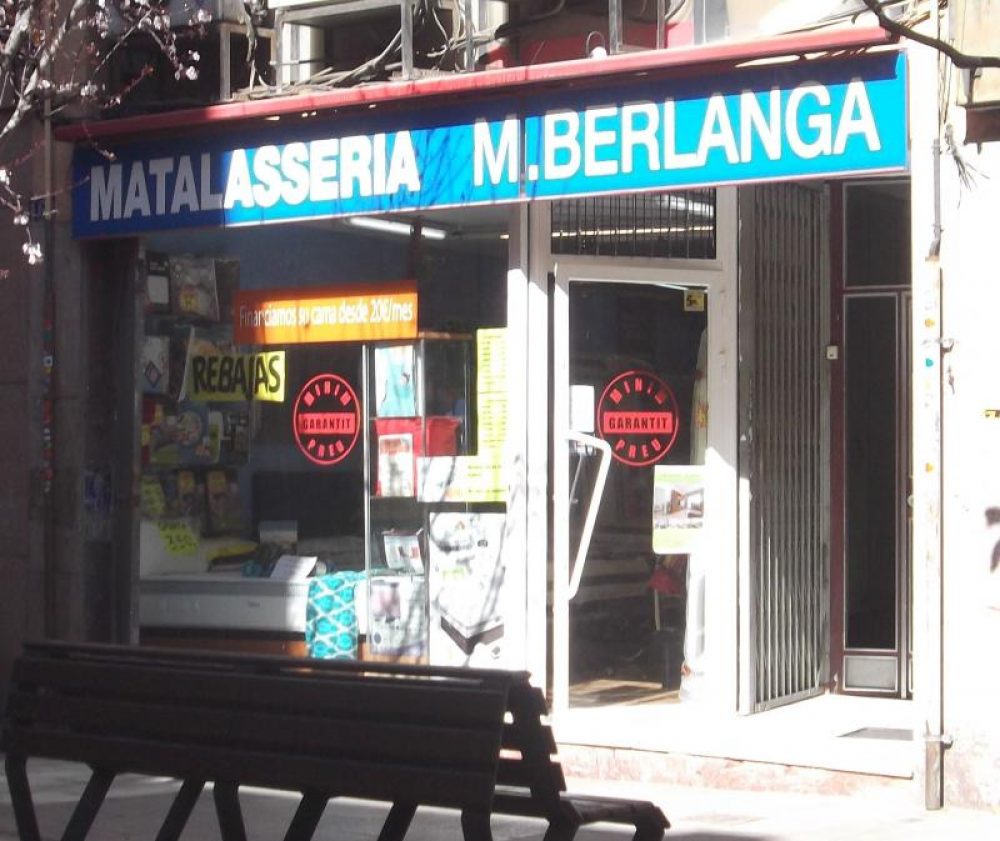 MATALASSERIA M.BERLANGA
Financiamos su cama desde 20€/mes
REBAJAS
MINIM
GARANTIT
PREU
MINIM
GARANTIT
PREU